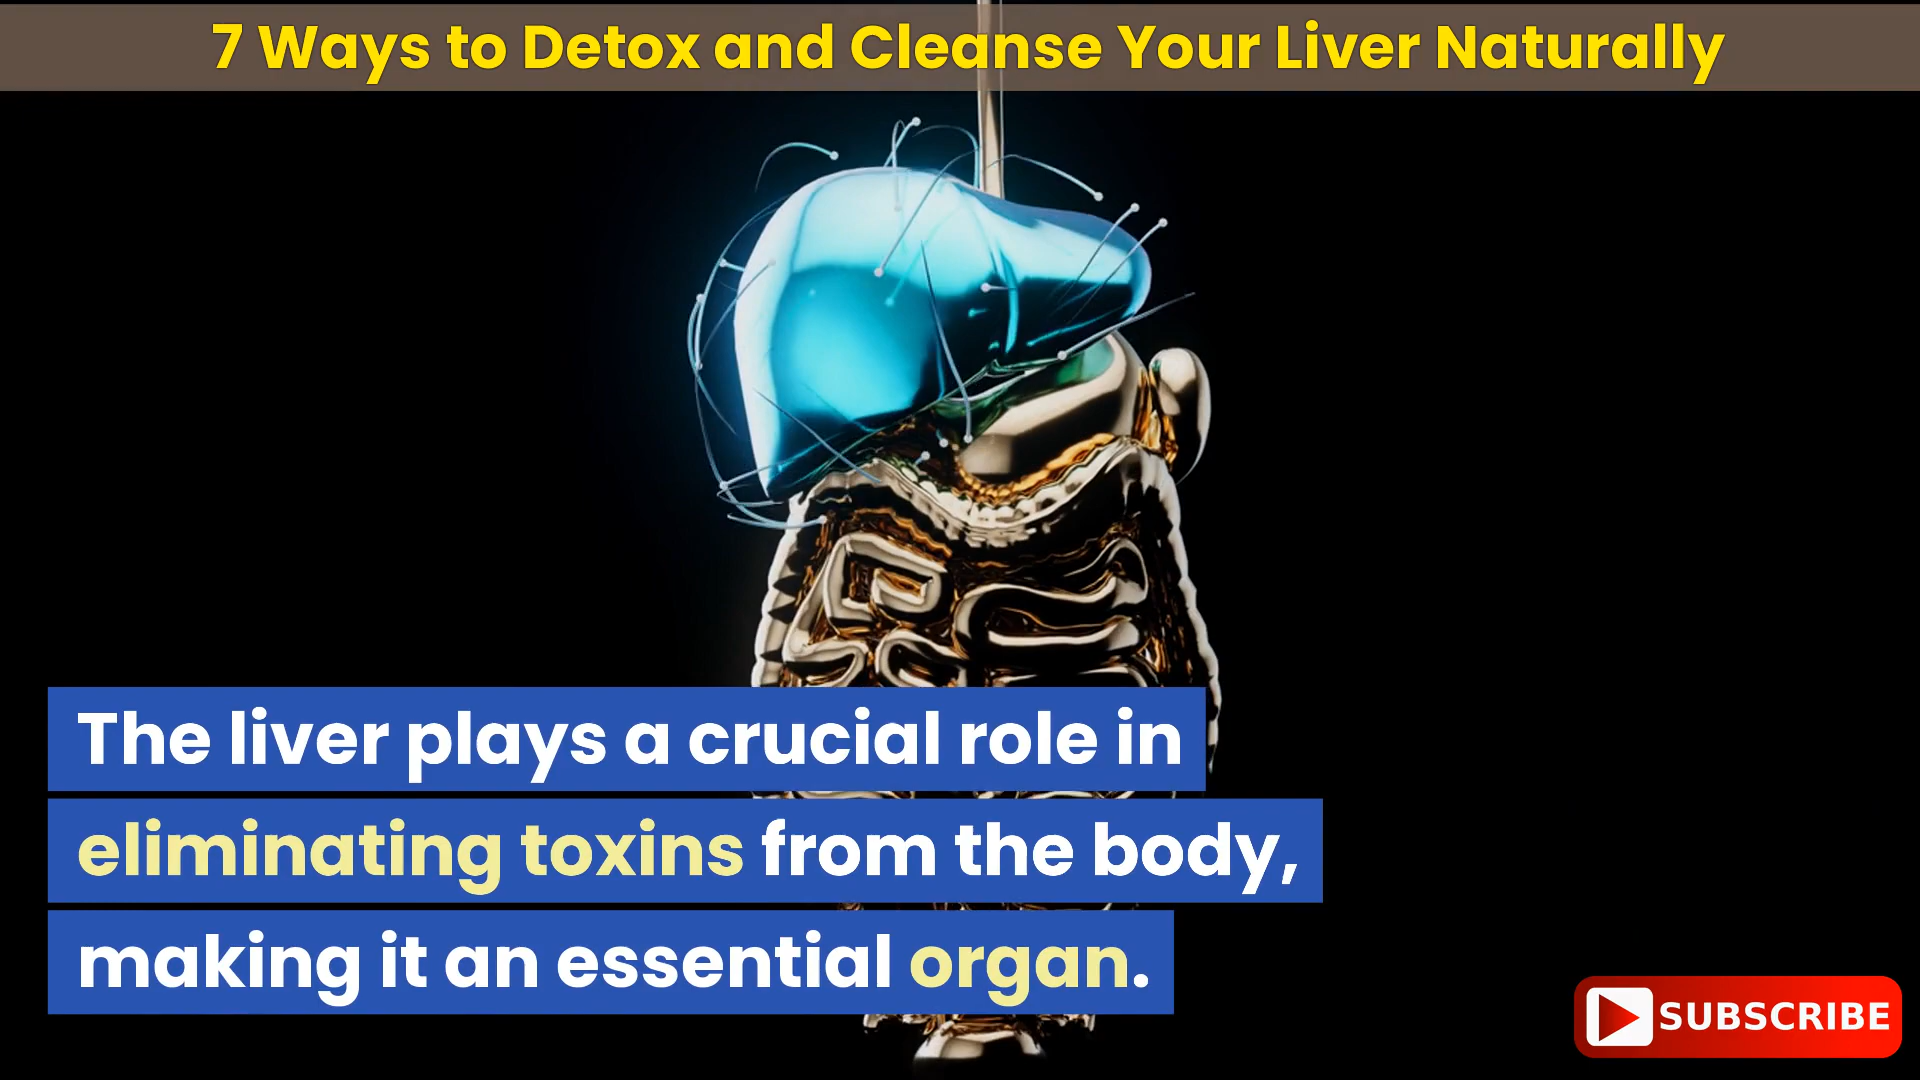 7 Ways to Detox and Cleanse Your Liver Naturally
The liver plays a crucial role in
eliminating toxins from the body,
making it an essential organ.
SUBSCRIBE